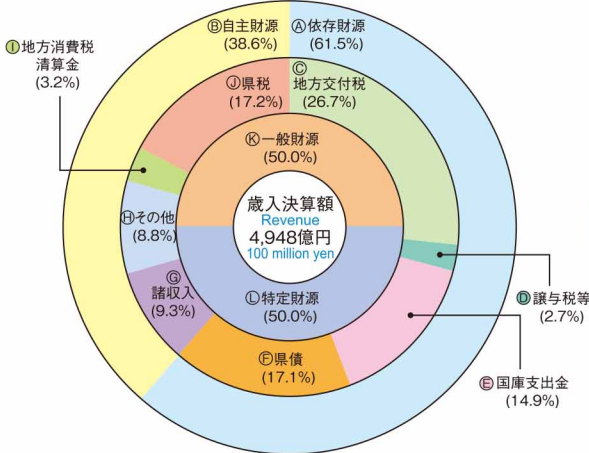 Ⓑ自主財源
(38.6%)
Ⓐ依存財源
(61.5%)
Ⓘ地方消費税
清算金
(3.2%)
Ⓙ県税
(17.2%)
Ⓒ
地方交付税
(26.7%)
Ⓚ一般財源
(50.0%)
歳入決算額
Revenue
4,948億円
100 million yen
Ⓗその他
(8.8%)
Ⓖ
諸収入
(9.3%)
Ⓛ特定財源
(50.0%)
Ⓓ譲与税等
(2.7%)
Ⓕ県債
(17.1%)
Ⓔ国庫支出金
(14.9%)